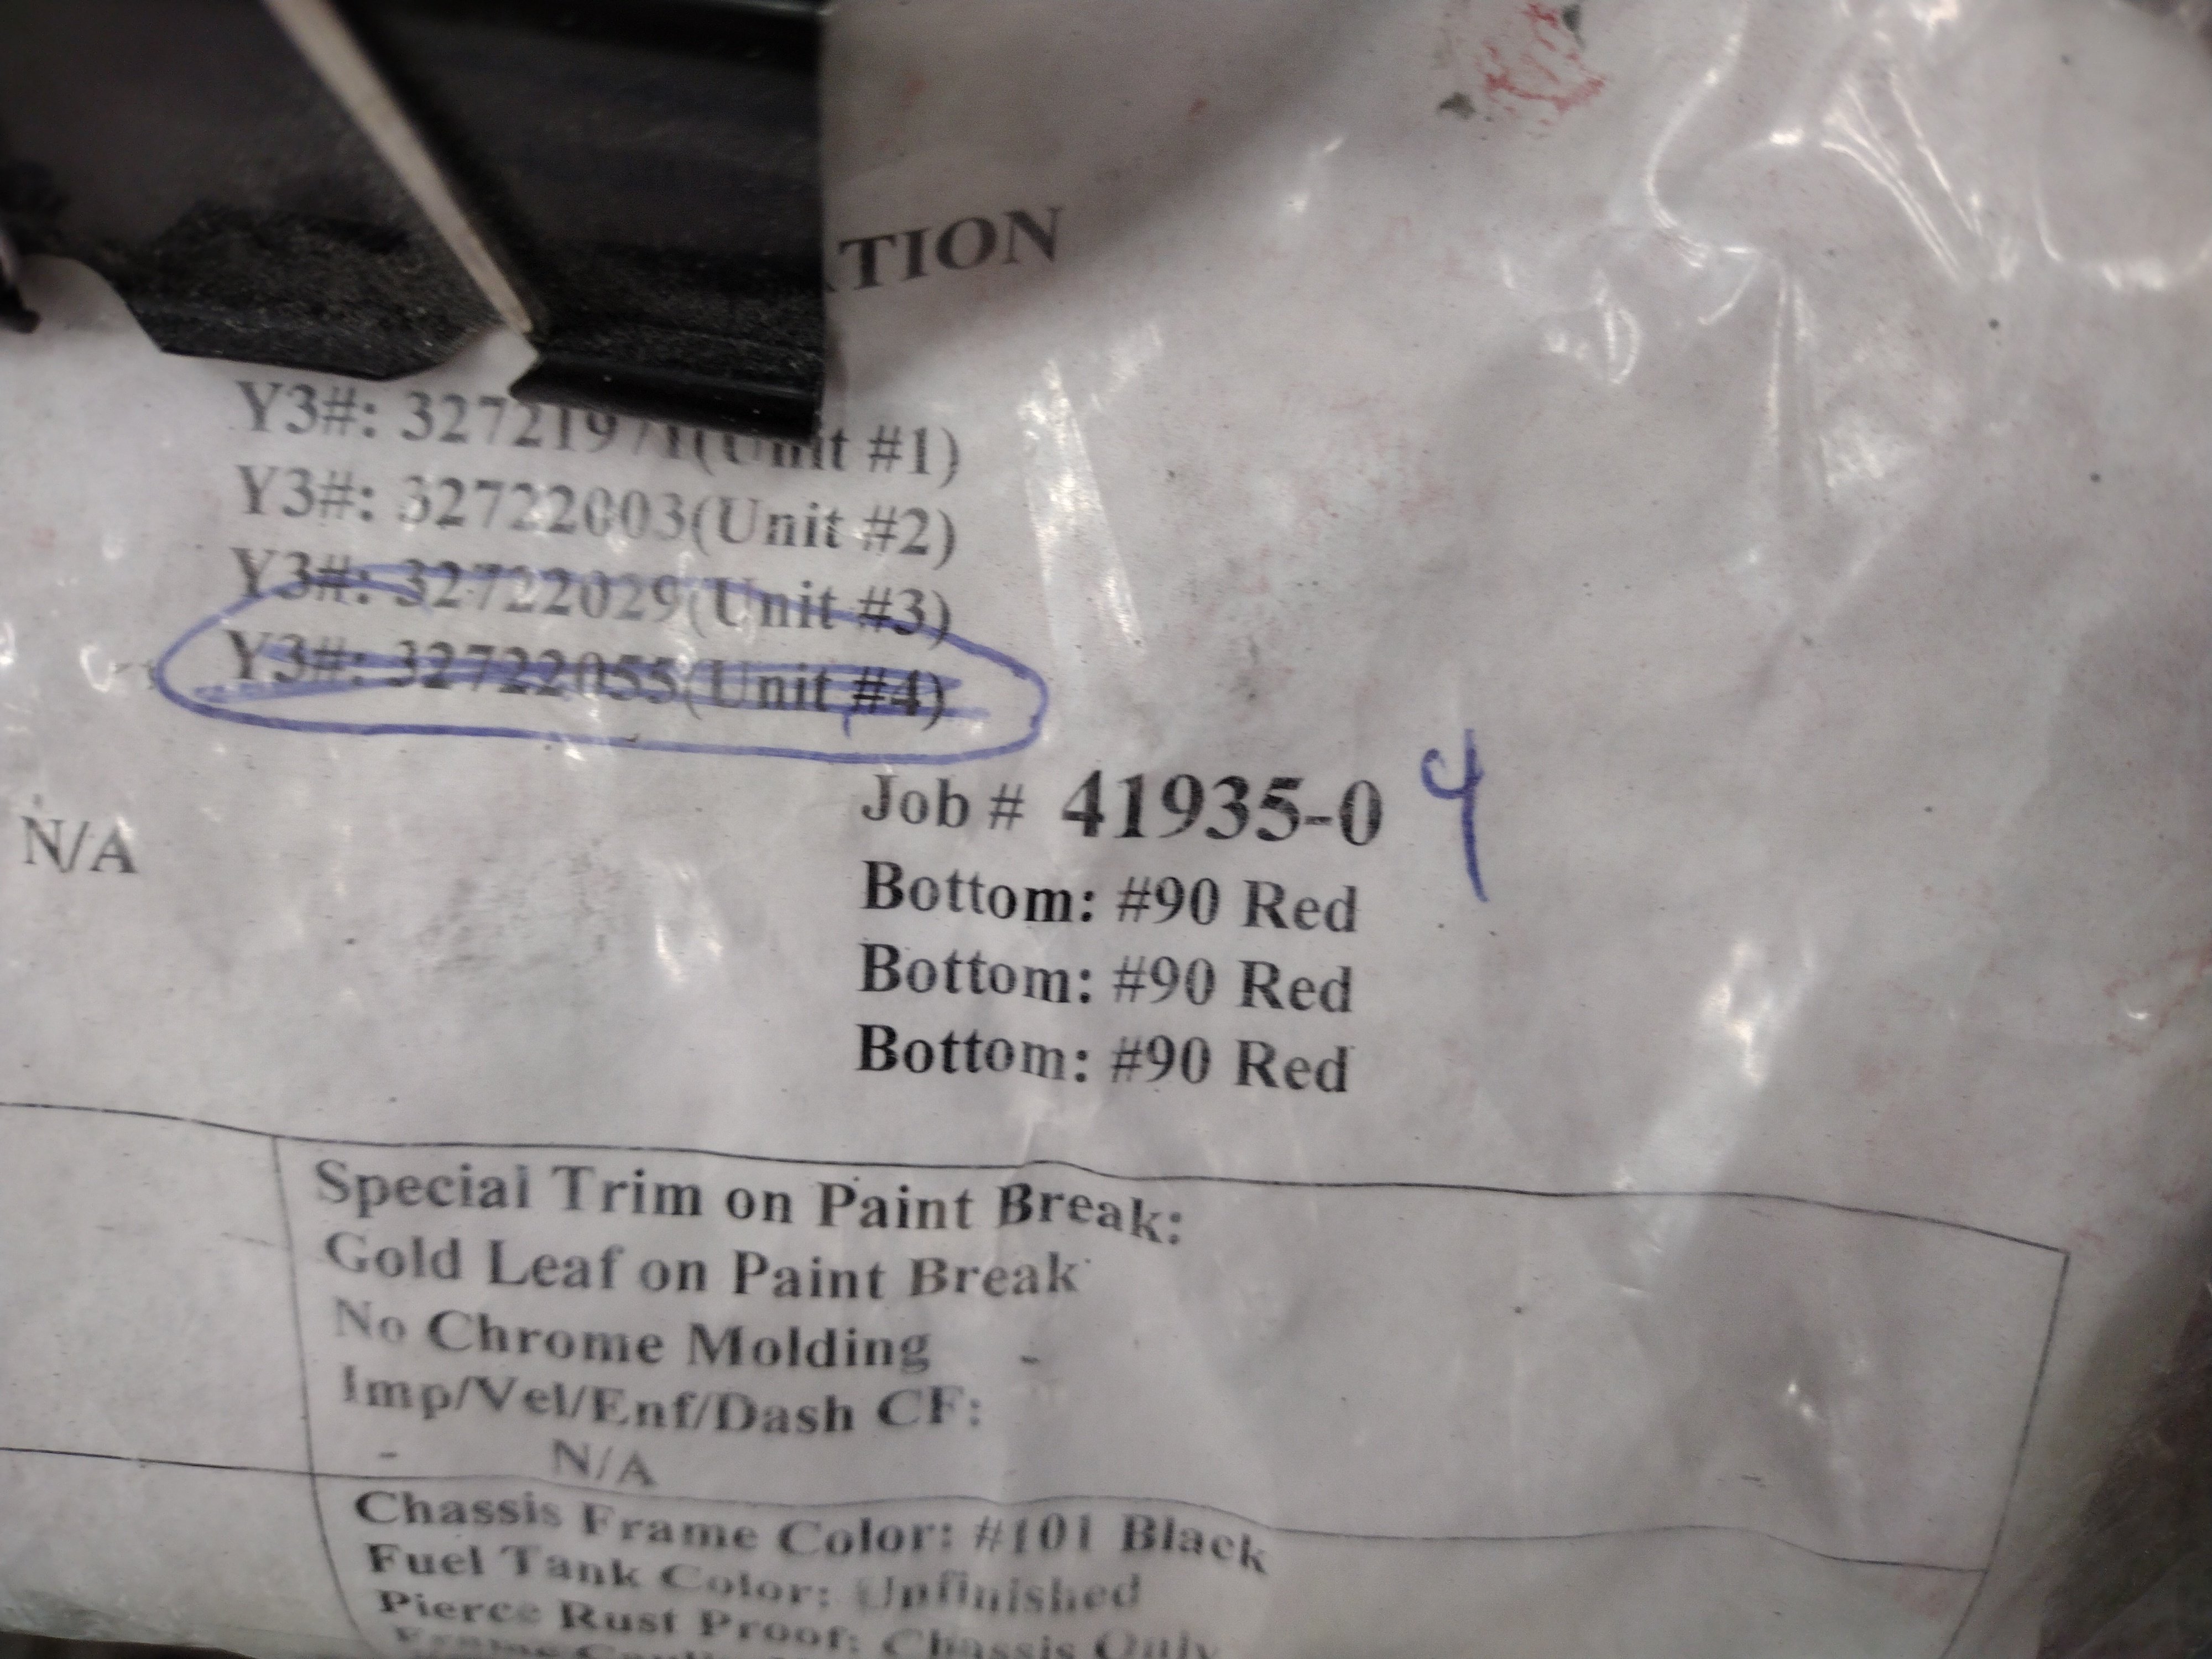 TION
Y3#: 32721971(Unit #1)
Y3#: 32722003(Unit #2)
Y3#: 32722029(Unit #3)
Y3#: 32722055(Unit #4)
Job # 41935-0 4
N/A
Bottom: #90 Red
Bottom: #90 Red
Bottom: #90 Red
Special Trim on Paint Break:
Gold Leaf on Paint Break
No Chrome Molding -
Imp/Vel/Enf/Dash CF:
- N/A
Chassis Frame Color: #101 Black
Fuel Tank Color: Unfinished
Pierce Rust Proof: Chassis Only